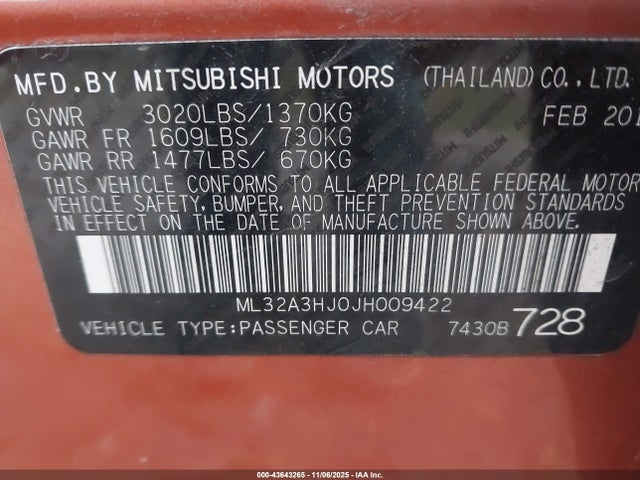 MFD.BY MITSUBISHI MOTORS (THAILAND)CO.,LTD.
GVWR 3020LBS/1370KG FEB 201
GAWR FR 1609LBS/ 730KG
GAWR RR 1477LBS/ 670KG
THIS VEHICLE CONFORMS TO ALL APPLICABLE FEDERAL MOTOR
VEHICLE SAFETY, BUMPER, AND THEFT PREVENTION STANDARDS
IN EFFECT ON THE DATE OF MANUFACTURE SHOWN ABOVE.
ML32A3HJ0JH009422
VEHICLE TYPE:PASSENGER CAR 7430B 728
000-43643265 - 11/06/2025 - IAA Inc.